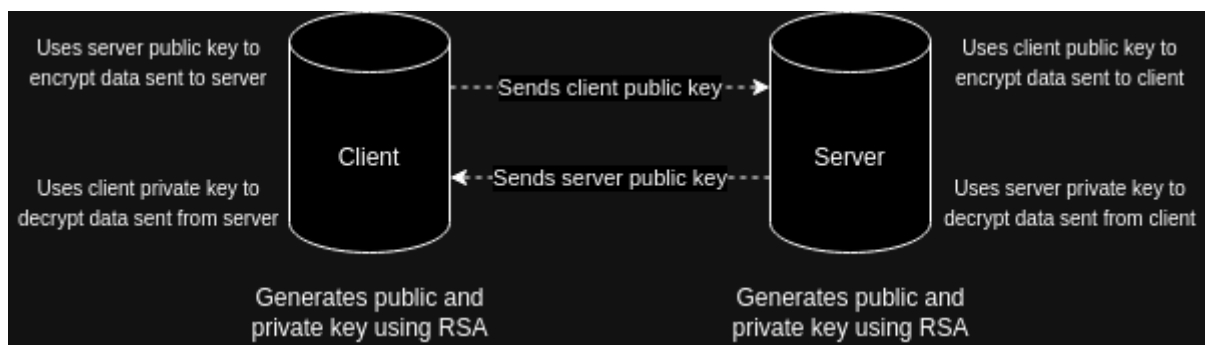 Uses server public key to
encrypt data sent to server
Uses client private key to
decrypt data sent from server
Client
Generates public and
private key using RSA
Sends client public key
Sends server public key
Server
Generates public and
private key using RSA
Uses client public key to
encrypt data sent to client
Uses server private key to
decrypt data sent from client